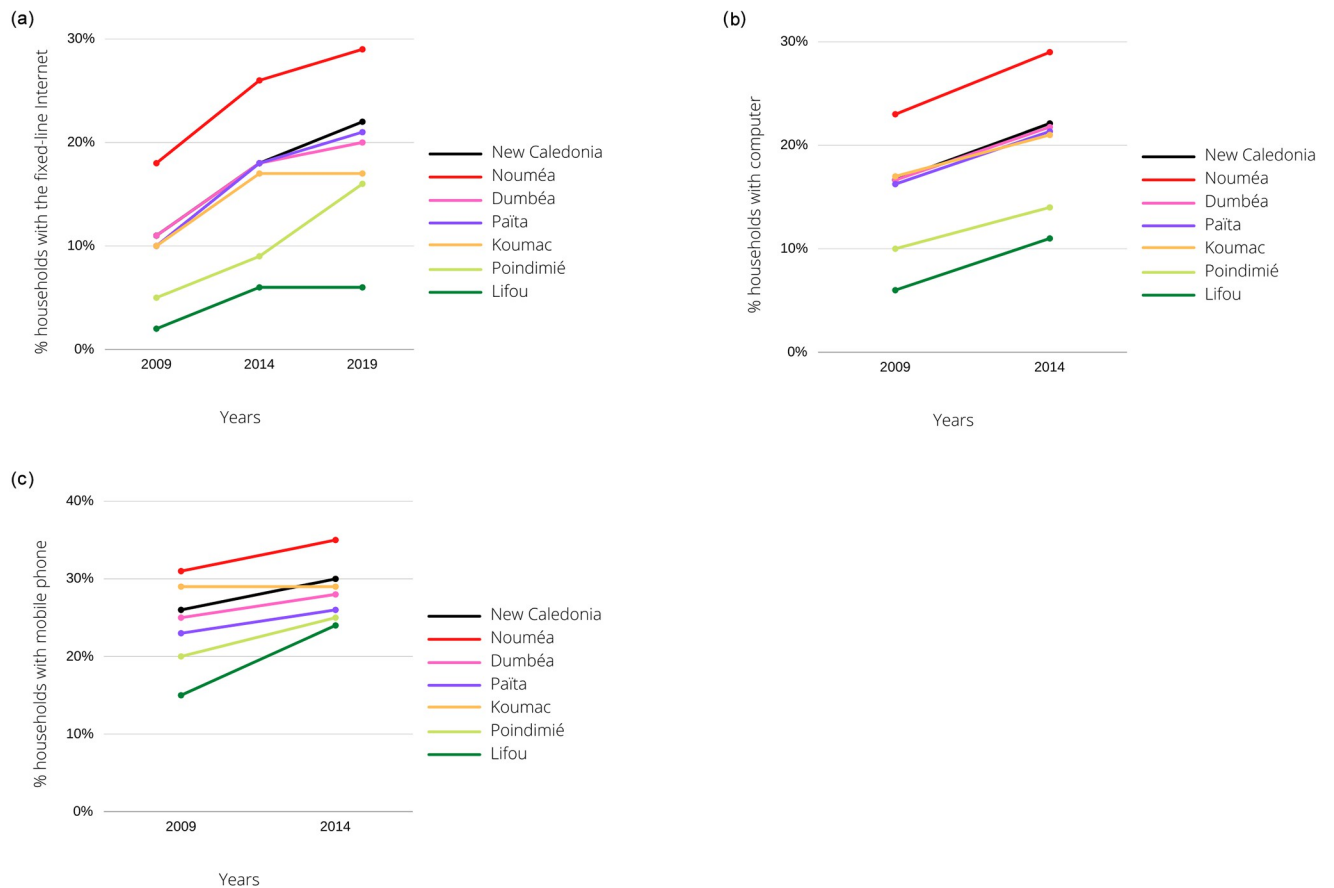 (a)
% households with the fixed-line Internet
30%
20%
10%
0%
2009 2014 2019
Years
New Caledonia
Nouméa
Dumbéa
Païta
Koumac
Poindimié
Lifou
(b)
% households with computer
30%
20%
10%
0%
2009 2014
Years
New Caledonia
Nouméa
Dumbéa
Païta
Koumac
Poindimié
Lifou
(c)
% households with mobile phone
40%
30%
20%
10%
0%
2009 2014
Years
New Caledonia
Nouméa
Dumbéa
Païta
Koumac
Poindimié
Lifou